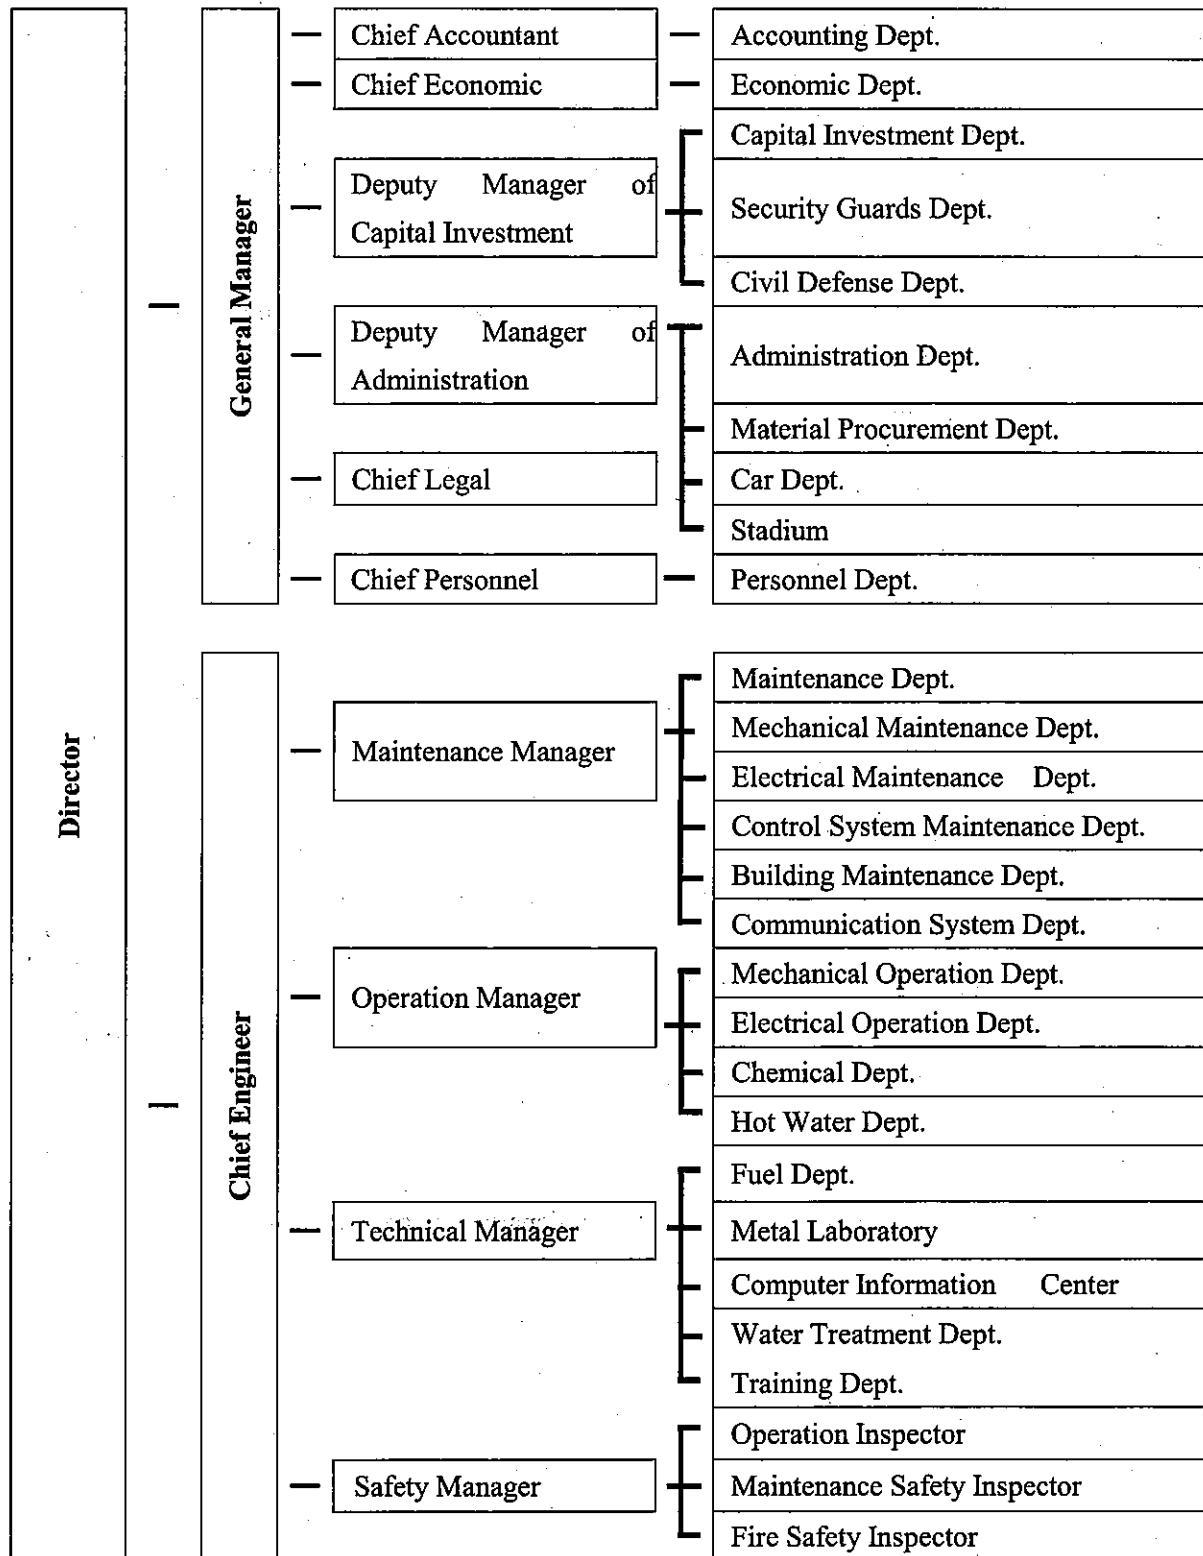 Director
General Manager
Chief Accountant
Accounting Dept.
Chief Economic
Economic Dept.
Deputy Manager of
Capital Investment
Capital Investment Dept.
Security Guards Dept.
Civil Defense Dept.
Deputy Manager of
Administration
Administration Dept.
Material Procurement Dept.
Chief Legal
Car Dept.
Stadium
Chief Personnel
Personnel Dept.
Chief Engineer
Maintenance Manager
Maintenance Dept.
Mechanical Maintenance Dept.
Electrical Maintenance Dept.
Control System Maintenance Dept.
Building Maintenance Dept.
Communication System Dept.
Operation Manager
Mechanical Operation Dept.
Electrical Operation Dept.
Chemical Dept.
Hot Water Dept.
Technical Manager
Fuel Dept.
Metal Laboratory
Computer Information Center
Water Treatment Dept.
Training Dept.
Safety Manager
Operation Inspector
Maintenance Safety Inspector
Fire Safety Inspector